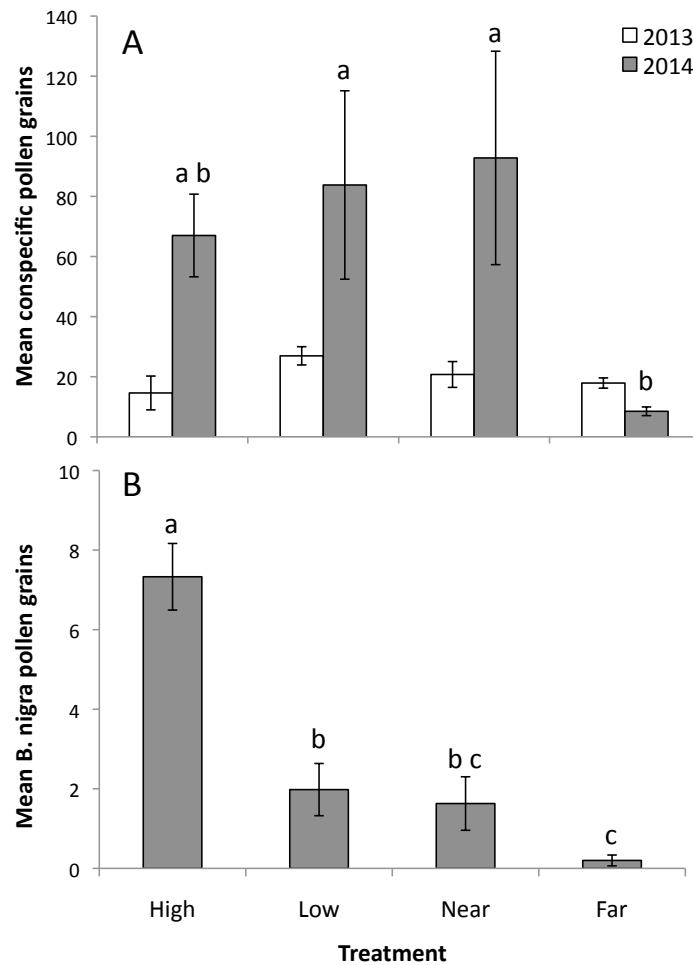 A
2013
2014
Mean conspecific pollen grains
140
120
100
80
60
40
20
0
a b
a
a
b
B
Mean B. nigra pollen grains
10
8
6
4
2
0
a
b
b c
c
High Low Near Far
Treatment